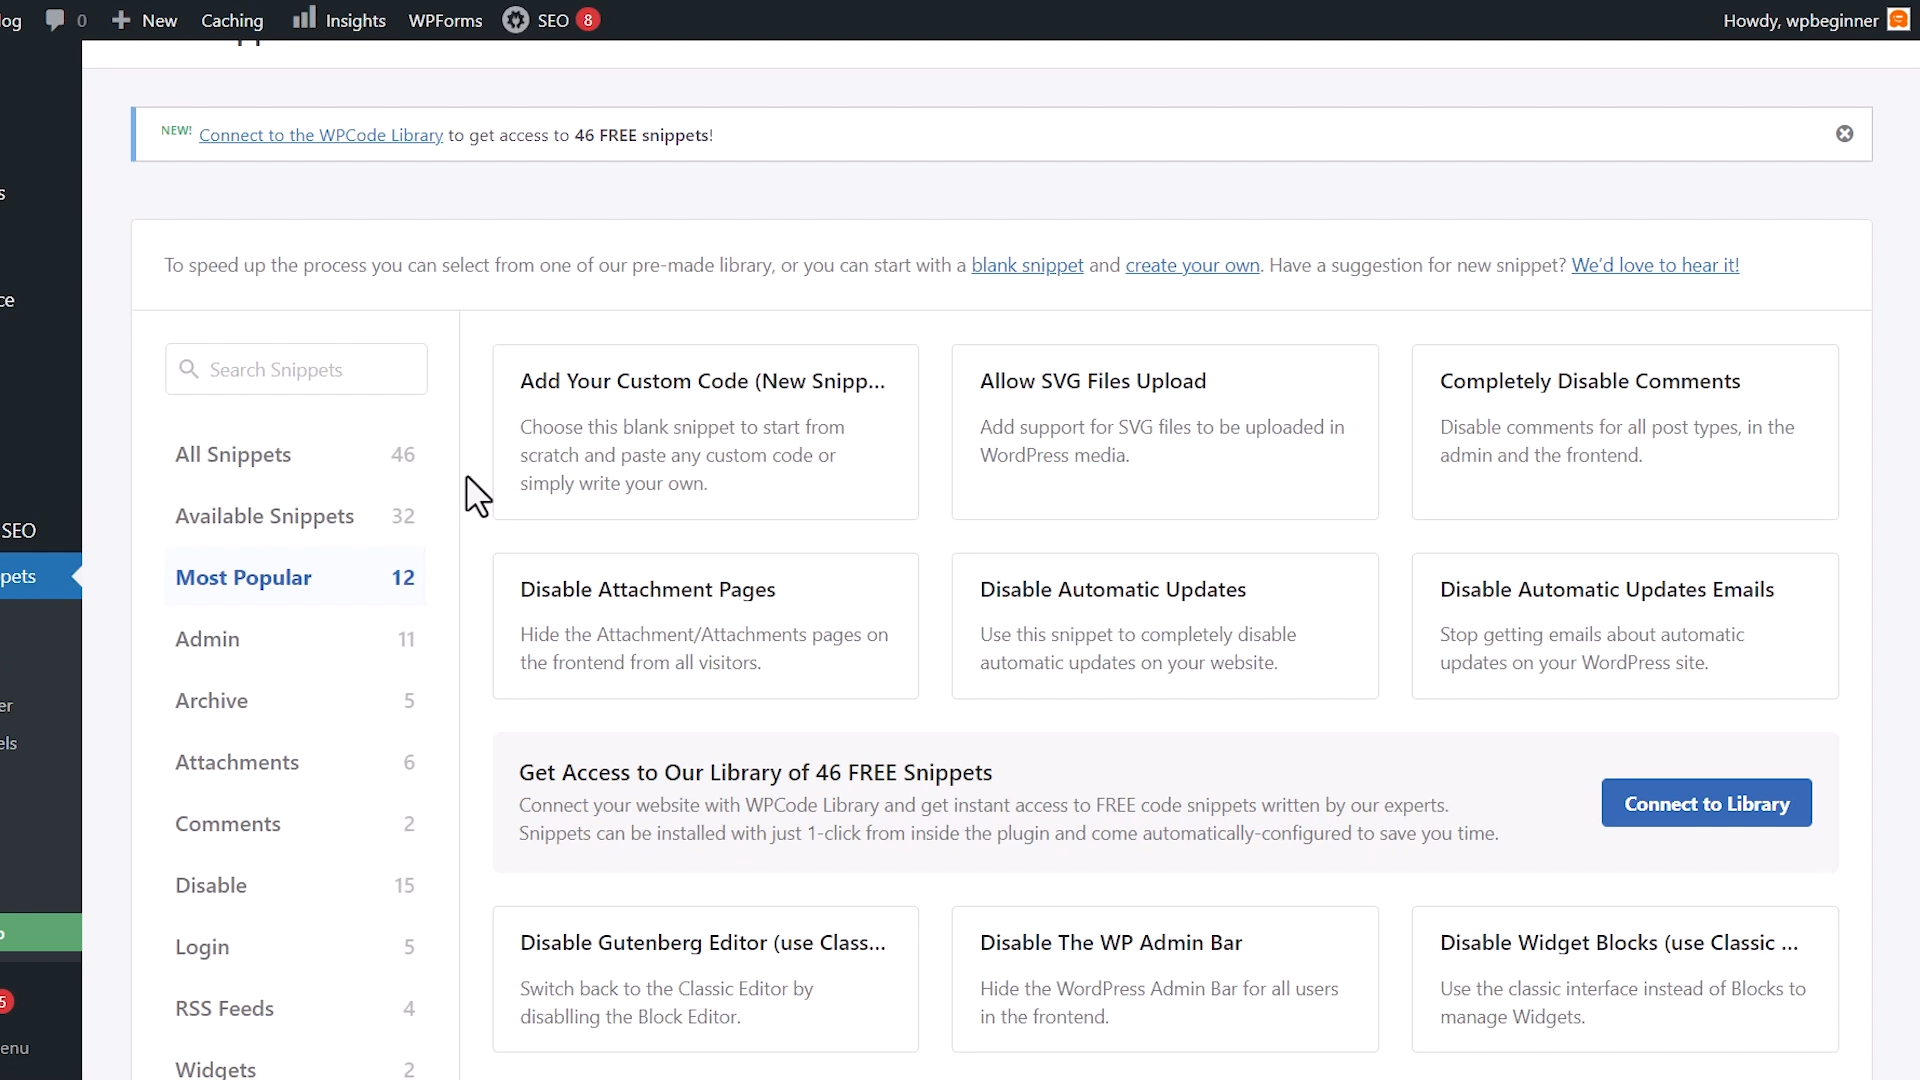 log 0 New Caching Insights WPForms SEO 8 Howdy, wpbeginner
NEW! Connect to the WPCode Library to get access to 46 FREE snippets!
To speed up the process you can select from one of our pre-made library, or you can start with a blank snippet and create your own. Have a suggestion for new snippet? We'd love to hear it!
s
ce
SEO
pets
er
els
5
enu
Search Snippets
All Snippets 46
Available Snippets 32
Most Popular 12
Admin 11
Archive 5
Attachments 6
Comments 2
Disable 15
Login 5
RSS Feeds 4
Widgets 2
Add Your Custom Code (New Snipp...
Choose this blank snippet to start from
scratch and paste any custom code or
simply write your own.
Allow SVG Files Upload
Add support for SVG files to be uploaded in
WordPress media.
Completely Disable Comments
Disable comments for all post types, in the
admin and the frontend.
Disable Attachment Pages
Hide the Attachment/Attachments pages on
the frontend from all visitors.
Disable Automatic Updates
Use this snippet to completely disable
automatic updates on your website.
Disable Automatic Updates Emails
Stop getting emails about automatic
updates on your WordPress site.
Get Access to Our Library of 46 FREE Snippets
Connect your website with WPCode Library and get instant access to FREE code snippets written by our experts.
Snippets can be installed with just 1-click from inside the plugin and come automatically-configured to save you time.
Connect to Library
Disable Gutenberg Editor (use Class...
Switch back to the Classic Editor by
disablling the Block Editor.
Disable The WP Admin Bar
Hide the WordPress Admin Bar for all users
in the frontend.
Disable Widget Blocks (use Classic ...
Use the classic interface instead of Blocks to
manage Widgets.